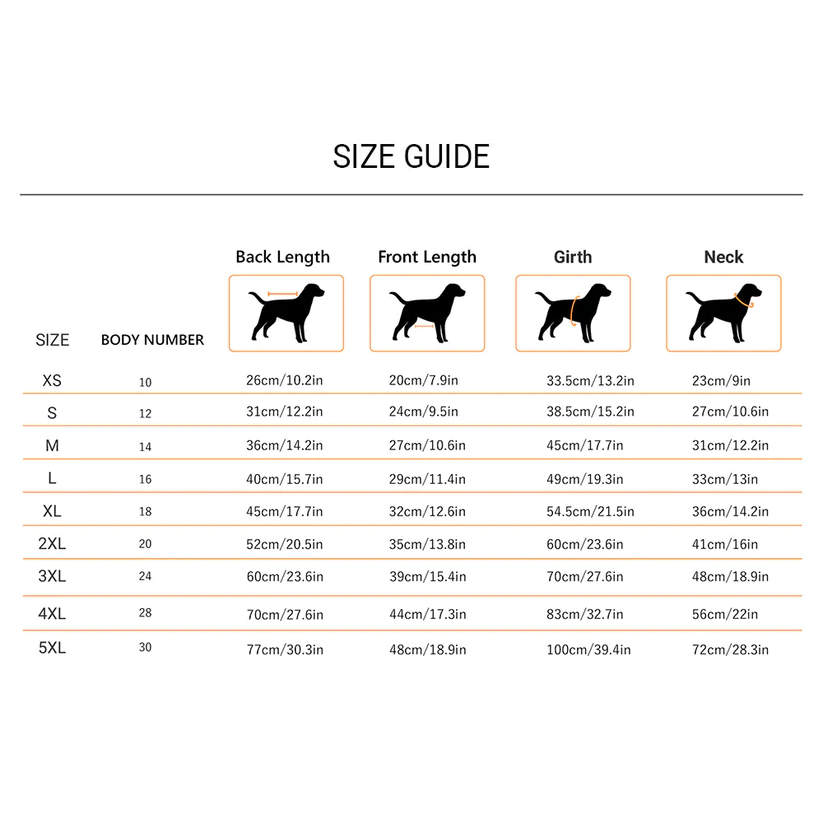 SIZE GUIDE
Back Length Front Length Girth Neck
SIZE BODY NUMBER
XS 10 26cm/10.2in 20cm/7.9in 33.5cm/13.2in 23cm/9in
S 12 31cm/12.2in 24cm/9.5in 38.5cm/15.2in 27cm/10.6in
M 14 36cm/14.2in 27cm/10.6in 45cm/17.7in 31cm/12.2in
L 16 40cm/15.7in 29cm/11.4in 49cm/19.3in 33cm/13in
XL 18 45cm/17.7in 32cm/12.6in 54.5cm/21.5in 36cm/14.2in
2XL 20 52cm/20.5in 35cm/13.8in 60cm/23.6in 41cm/16in
3XL 24 60cm/23.6in 39cm/15.4in 70cm/27.6in 48cm/18.9in
4XL 28 70cm/27.6in 44cm/17.3in 83cm/32.7in 56cm/22in
5XL 30 77cm/30.3in 48cm/18.9in 100cm/39.4in 72cm/28.3in